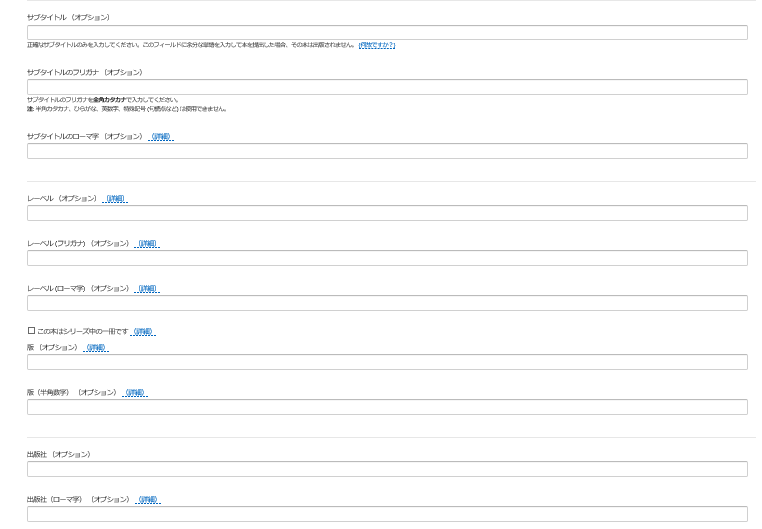 サブタイトル （オプション）
正確なサブタイトルのみを入力してください。このフィールドに余分な単語を入力して本を提出した場合、その本は出版されません。 (何故ですか？)
サブタイトルのフリガナ （オプション）
サブタイトルのフリガナを全角カタカナで入力してください。
注: 半角カタカナ、ひらがな、英数字、特殊記号 (引用点など) は使用できません。
サブタイトルのローマ字 （オプション） （詳細）
レーベル （オプション） （詳細）
レーベル (フリガナ) （オプション） （詳細）
レーベル (ローマ字) （オプション） （詳細）
この本はシリーズ中の一冊です （詳細）
版 （オプション） （詳細）
版（半角数字） （オプション） （詳細）
出版社 （オプション）
出版社（ローマ字） （オプション） （詳細）